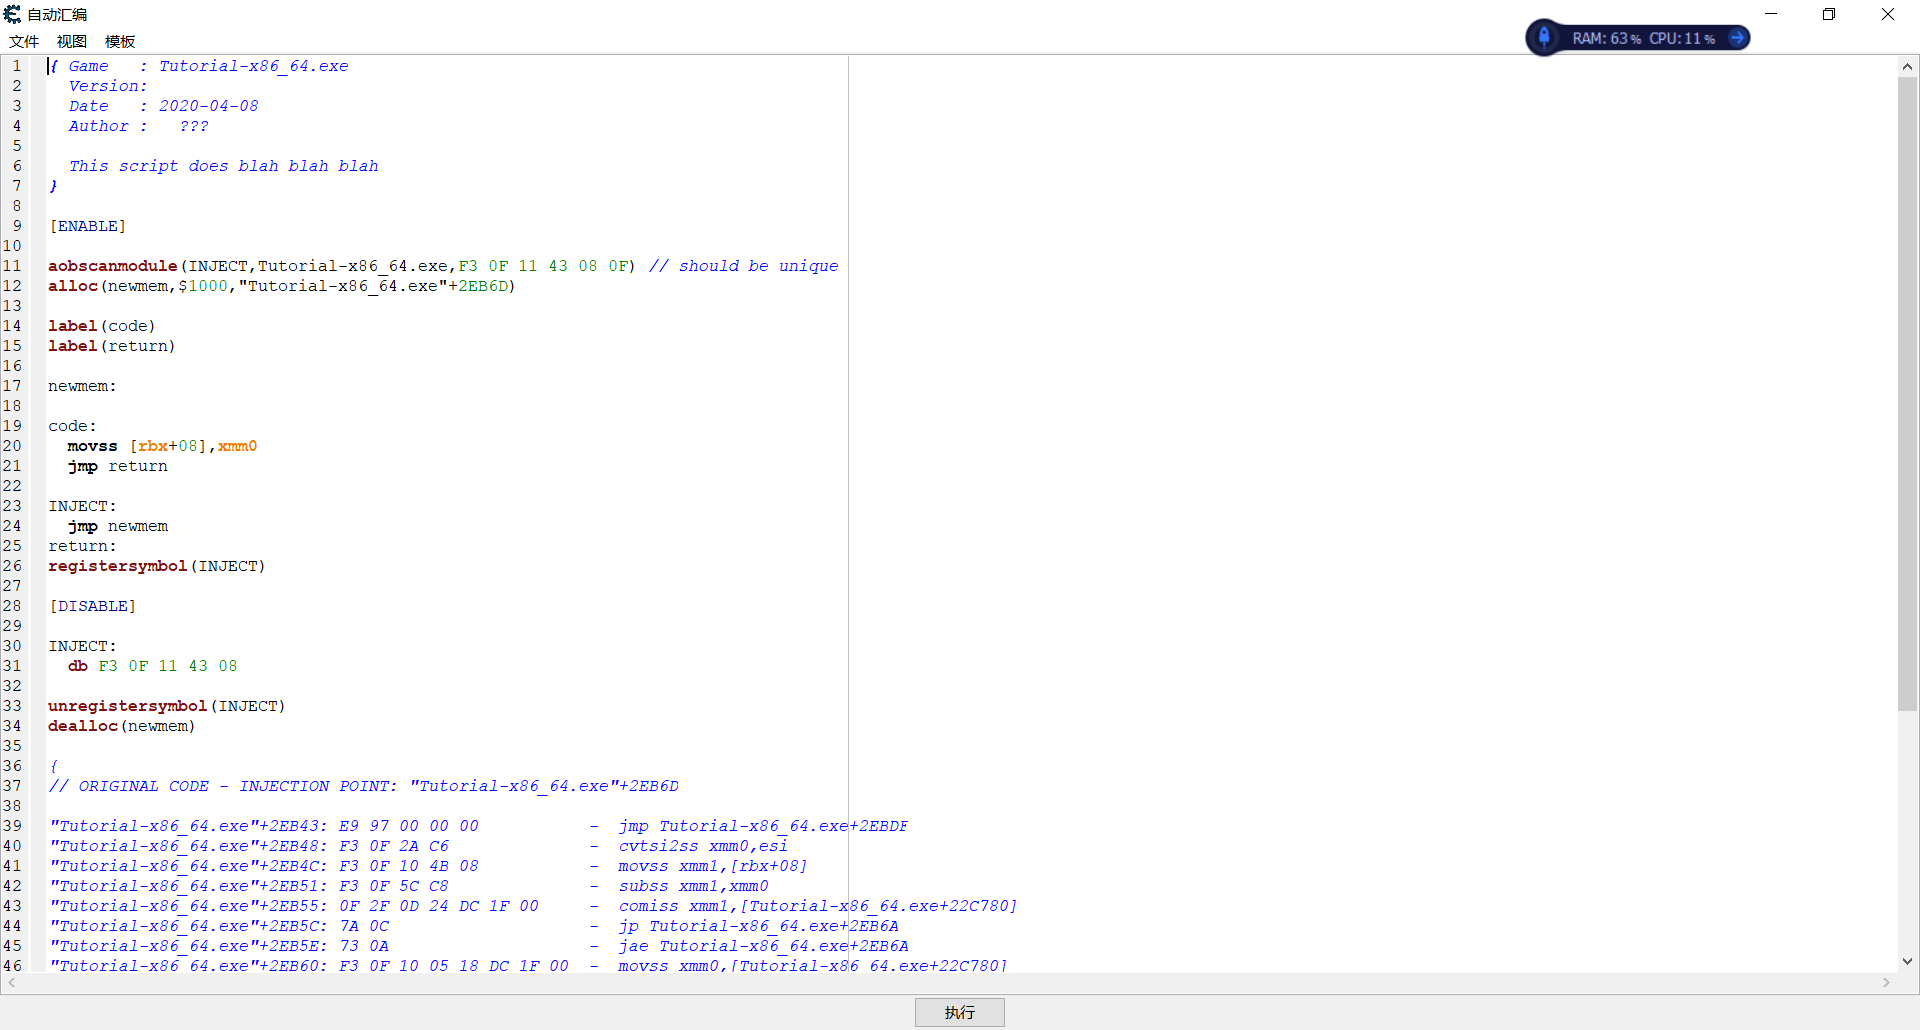 自动汇编
文件 视图 模板
RAM: 63% CPU: 11%
1 { Game   : Tutorial-x86_64.exe
2   Version:
3   Date   : 2020-04-08
4   Author :   ???
5
6   This script does blah blah blah
7 }
8
9 [ENABLE]
10
11 aobscanmodule(INJECT,Tutorial-x86_64.exe,F3 0F 11 43 08 0F) // should be unique
12 alloc(newmem,$1000,"Tutorial-x86_64.exe"+2EB6D)
13
14 label(code)
15 label(return)
16
17 newmem:
18
19 code:
20   movss [rbx+08],xmm0
21   jmp return
22
23 INJECT:
24   jmp newmem
25 return:
26 registersymbol(INJECT)
27
28 [DISABLE]
29
30 INJECT:
31   db F3 0F 11 43 08
32
33 unregistersymbol(INJECT)
34 dealloc(newmem)
35
36 {
37 // ORIGINAL CODE - INJECTION POINT: "Tutorial-x86_64.exe"+2EB6D
38
39 "Tutorial-x86_64.exe"+2EB43: E9 97 00 00 00           -  jmp Tutorial-x86_64.exe+2EBDF
40 "Tutorial-x86_64.exe"+2EB48: F3 0F 2A C6              -  cvtsi2ss xmm0,esi
41 "Tutorial-x86_64.exe"+2EB4C: F3 0F 10 4B 08           -  movss xmm1,[rbx+08]
42 "Tutorial-x86_64.exe"+2EB51: F3 0F 5C C8              -  subss xmm1,xmm0
43 "Tutorial-x86_64.exe"+2EB55: 0F 2F 0D 24 DC 1F 00     -  comiss xmm1,[Tutorial-x86_64.exe+22C780]
44 "Tutorial-x86_64.exe"+2EB5C: 7A 0C                    -  jp Tutorial-x86_64.exe+2EB6A
45 "Tutorial-x86_64.exe"+2EB5E: 73 0A                    -  jae Tutorial-x86_64.exe+2EB6A
46 "Tutorial-x86_64.exe"+2EB60: F3 0F 10 05 18 DC 1F 00  -  movss xmm0,[Tutorial-x86_64.exe+22C780]
执行